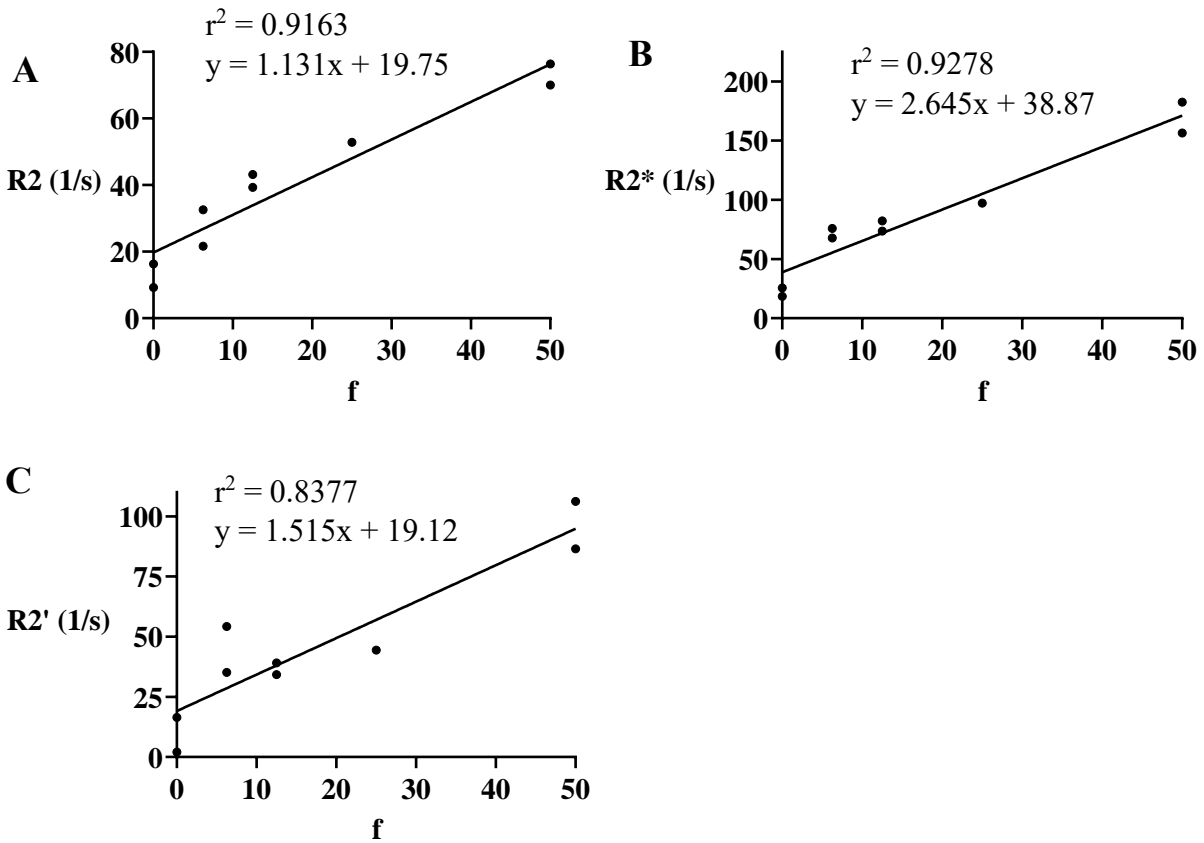 A
r² = 0.9163
y = 1.131x + 19.75
R2 (1/s)
80
60
40
20
0
0 10 20 30 40 50
f
B
r² = 0.9278
y = 2.645x + 38.87
R2* (1/s)
200
150
100
50
0
0 10 20 30 40 50
f
C
r² = 0.8377
y = 1.515x + 19.12
R2' (1/s)
100
75
50
25
0
0 10 20 30 40 50
f